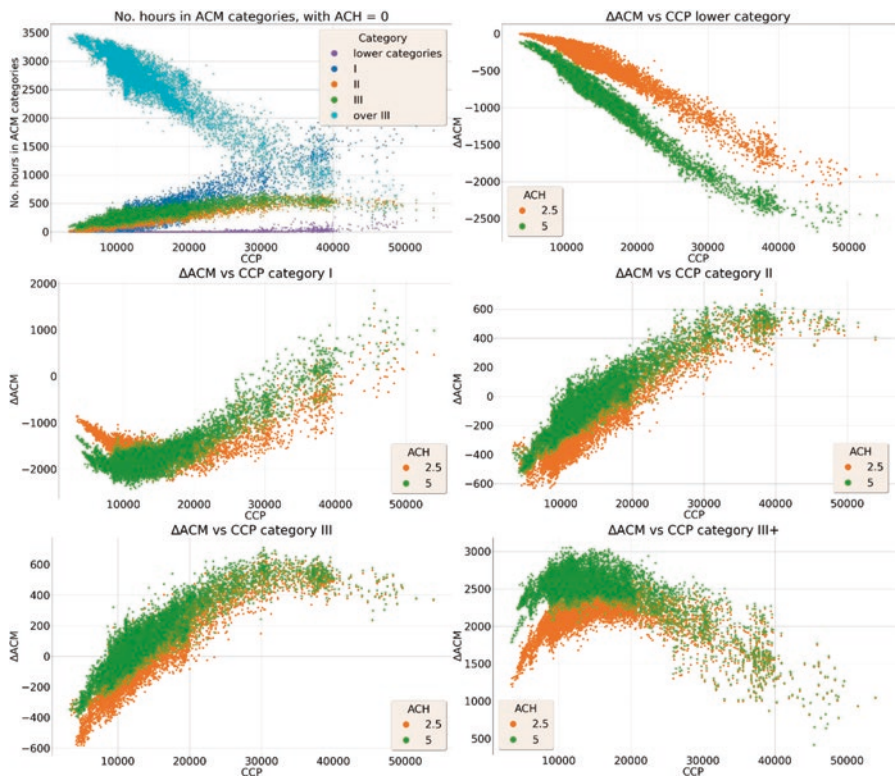 No. hours in ACM categories, with ACH = 0
3500
3000
2500
2000
1500
1000
500
0
No. hours in ACM categories
Category
lower categories
I
II
III
over III
10000 20000 30000 40000 50000
CCP
ΔACM vs CCP lower category
0
−500
−1000
−1500
−2000
−2500
ΔACM
ACH
2.5
5
10000 20000 30000 40000 50000
CCP
ΔACM vs CCP category I
2000
1000
0
−1000
−2000
ΔACM
ACH
2.5
5
10000 20000 30000 40000 50000
CCP
ΔACM vs CCP category II
600
400
200
0
−200
−400
−600
ΔACM
ACH
2.5
5
10000 20000 30000 40000 50000
CCP
ΔACM vs CCP category III
600
400
200
0
−200
−400
−600
ΔACM
ACH
2.5
5
10000 20000 30000 40000 50000
CCP
ΔACM vs CCP category III+
3000
2500
2000
1500
1000
500
ΔACM
ACH
2.5
5
10000 20000 30000 40000 50000
CCP